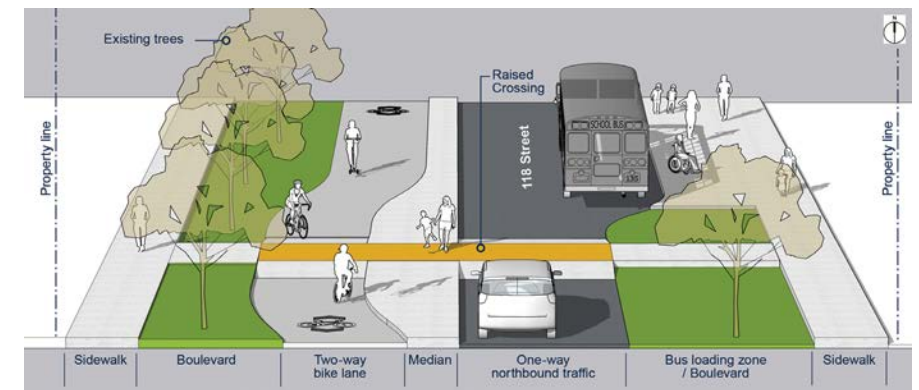 N
Existing trees
Raised
Crossing
Property line
118 Street
SCHOOL BUS
135
Property line
Sidewalk
Boulevard
Two-way
bike lane
Median
One-way
northbound traffic
Bus loading zone
/ Boulevard
Sidewalk